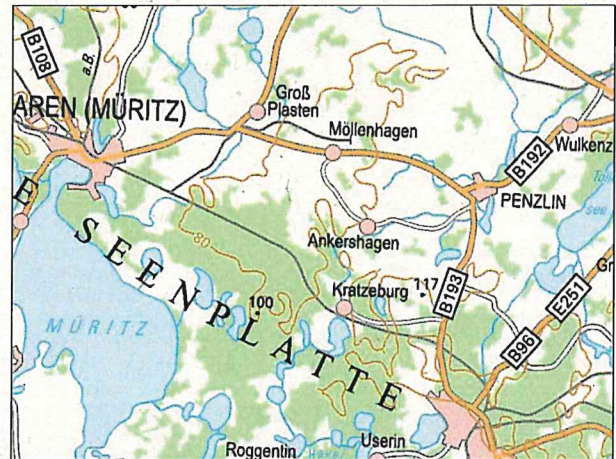 B108
a.B.
AREN (MÜRITZ)
Groß
Plasten
Möllenhagen
B192
Wulkenz
PENZLIN
Ankershagen
E SEENPLATTE
80
Kratzeburg
117
B193
Gr
E251
B96
MÜRITZ
100
Userin
Roggentin